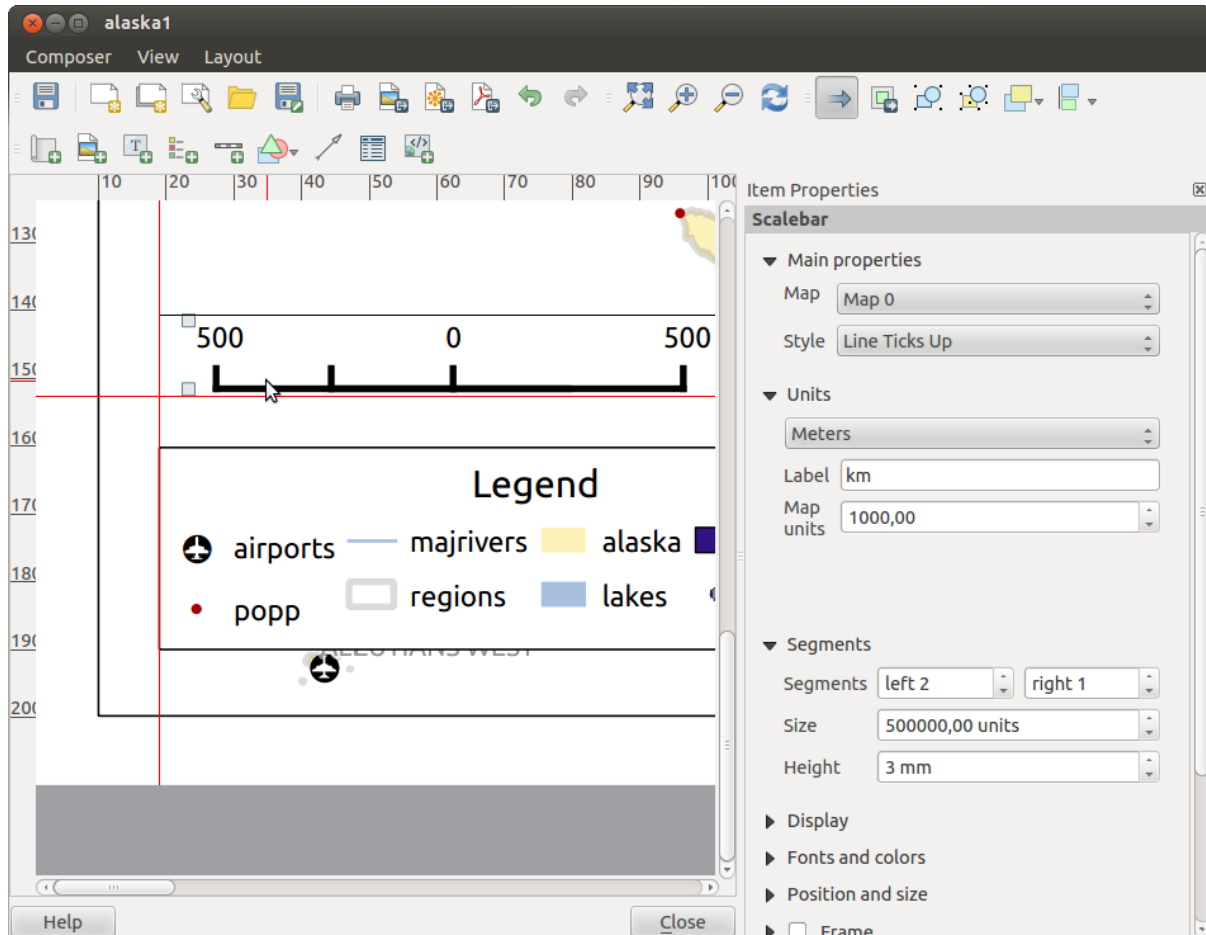 alaska1
Composer View Layout
10 20 30 40 50 60 70 80 90 100
Item Properties
Scalebar
Main properties
Map Map 0
Style Line Ticks Up
Units
Meters
Label km
Map units 1000,00
Segments
Segments left 2 right 1
Size 500000,00 units
Height 3 mm
Display
Fonts and colors
Position and size
Frame
130
140
150
160
170
180
190
200
500 0 500
Legend
airports majrivers alaska
popp regions lakes
ALEUTIANS WEST
Help Close